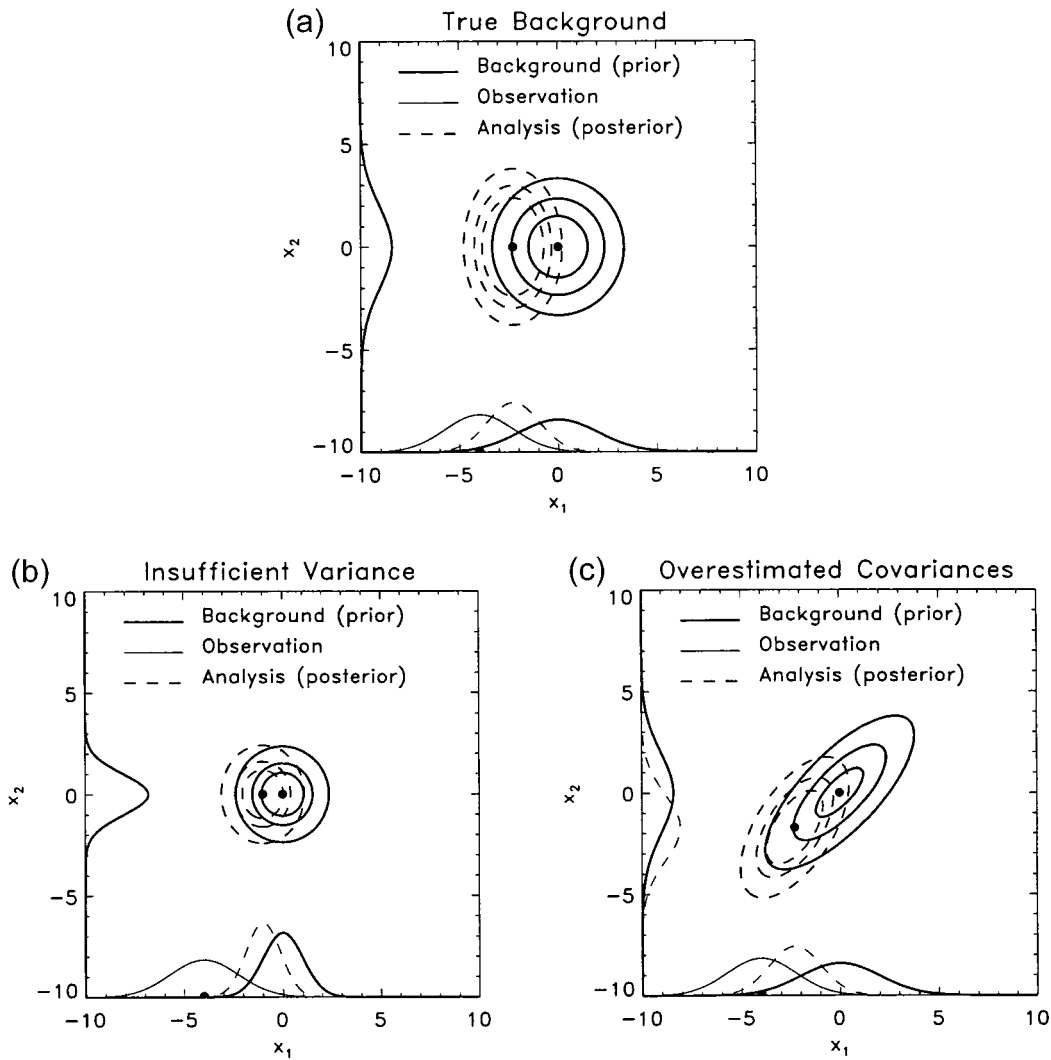 (a) True Background
10
5
0
−5
−10
x2
Background (prior)
Observation
Analysis (posterior)
−10 −5 0 5 10
x1
(b) Insufficient Variance
10
5
0
−5
−10
x2
Background (prior)
Observation
Analysis (posterior)
−10 −5 0 5 10
x1
(c) Overestimated Covariances
10
5
0
−5
−10
x2
Background (prior)
Observation
Analysis (posterior)
−10 −5 0 5 10
x1